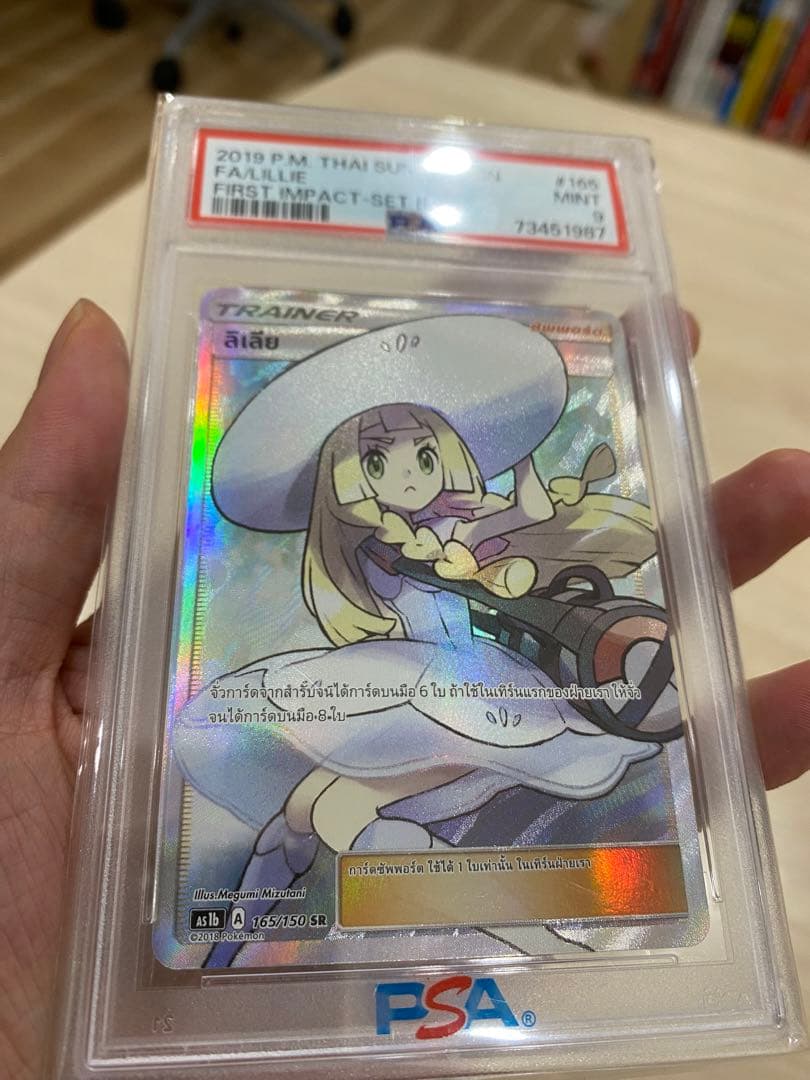 2019 P.M. THAI
FA/LILLIE
FIRST IMPACT-SET
#165
MINT
9
73451987
TRAINER
ลิเลีย
ซัพพอร์ต
จั่วการ์ดจากสำรับจนได้การ์ดบนมือ 6 ใบ ถ้าใช้ในเทิร์นแรกของฝ่ายเรา ให้จั่ว
จนได้การ์ดบนมือ 8 ใบ
การ์ดซัพพอร์ต ใช้ได้ 1 ใบเท่านั้น ในเทิร์นฝ่ายเรา
Illus.Megumi Mizutani
AS1b A 165/150 SR
©2018 Pokémon
PSA®